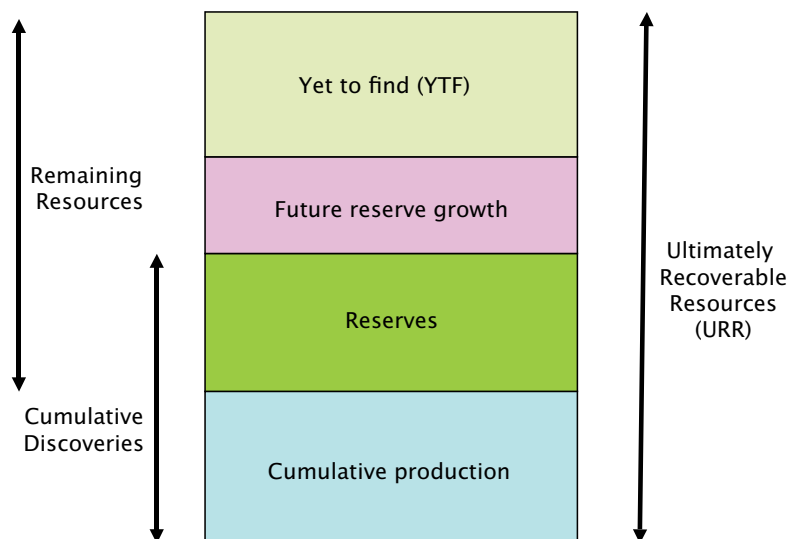 Yet to find (YTF)
Remaining
Resources
Future reserve growth
Ultimately
Recoverable
Resources
(URR)
Reserves
Cumulative
Discoveries
Cumulative production